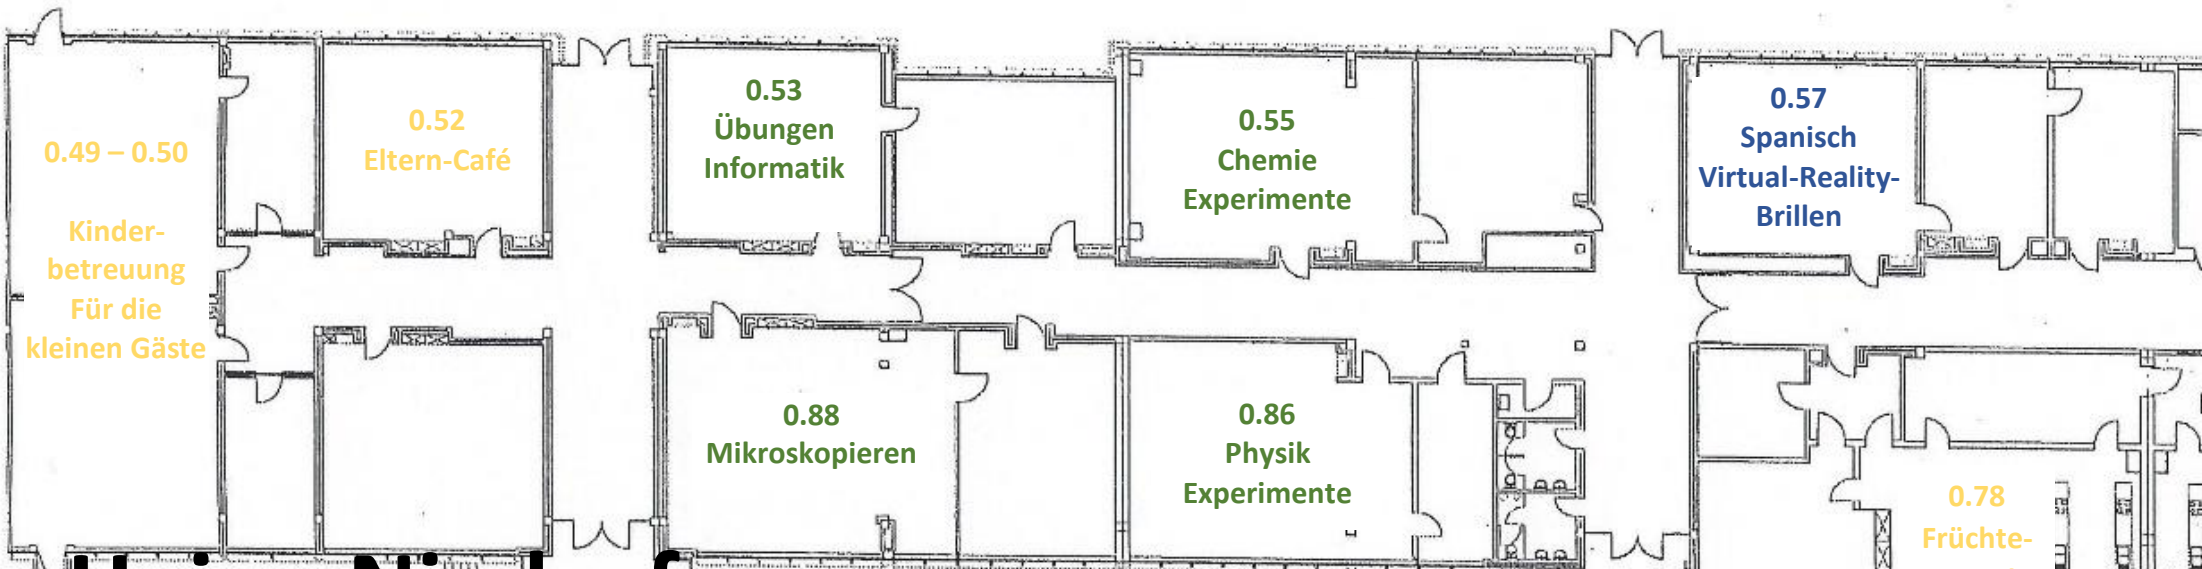 0.49 – 0.50
Kinder-
betreuung
Für die
kleinen Gäste
0.52
Eltern-Café
0.53
Übungen
Informatik
0.55
Chemie
Experimente
0.57
Spanisch
Virtual-Reality-
Brillen
0.88
Mikroskopieren
0.86
Physik
Experimente
0.78
Früchte-